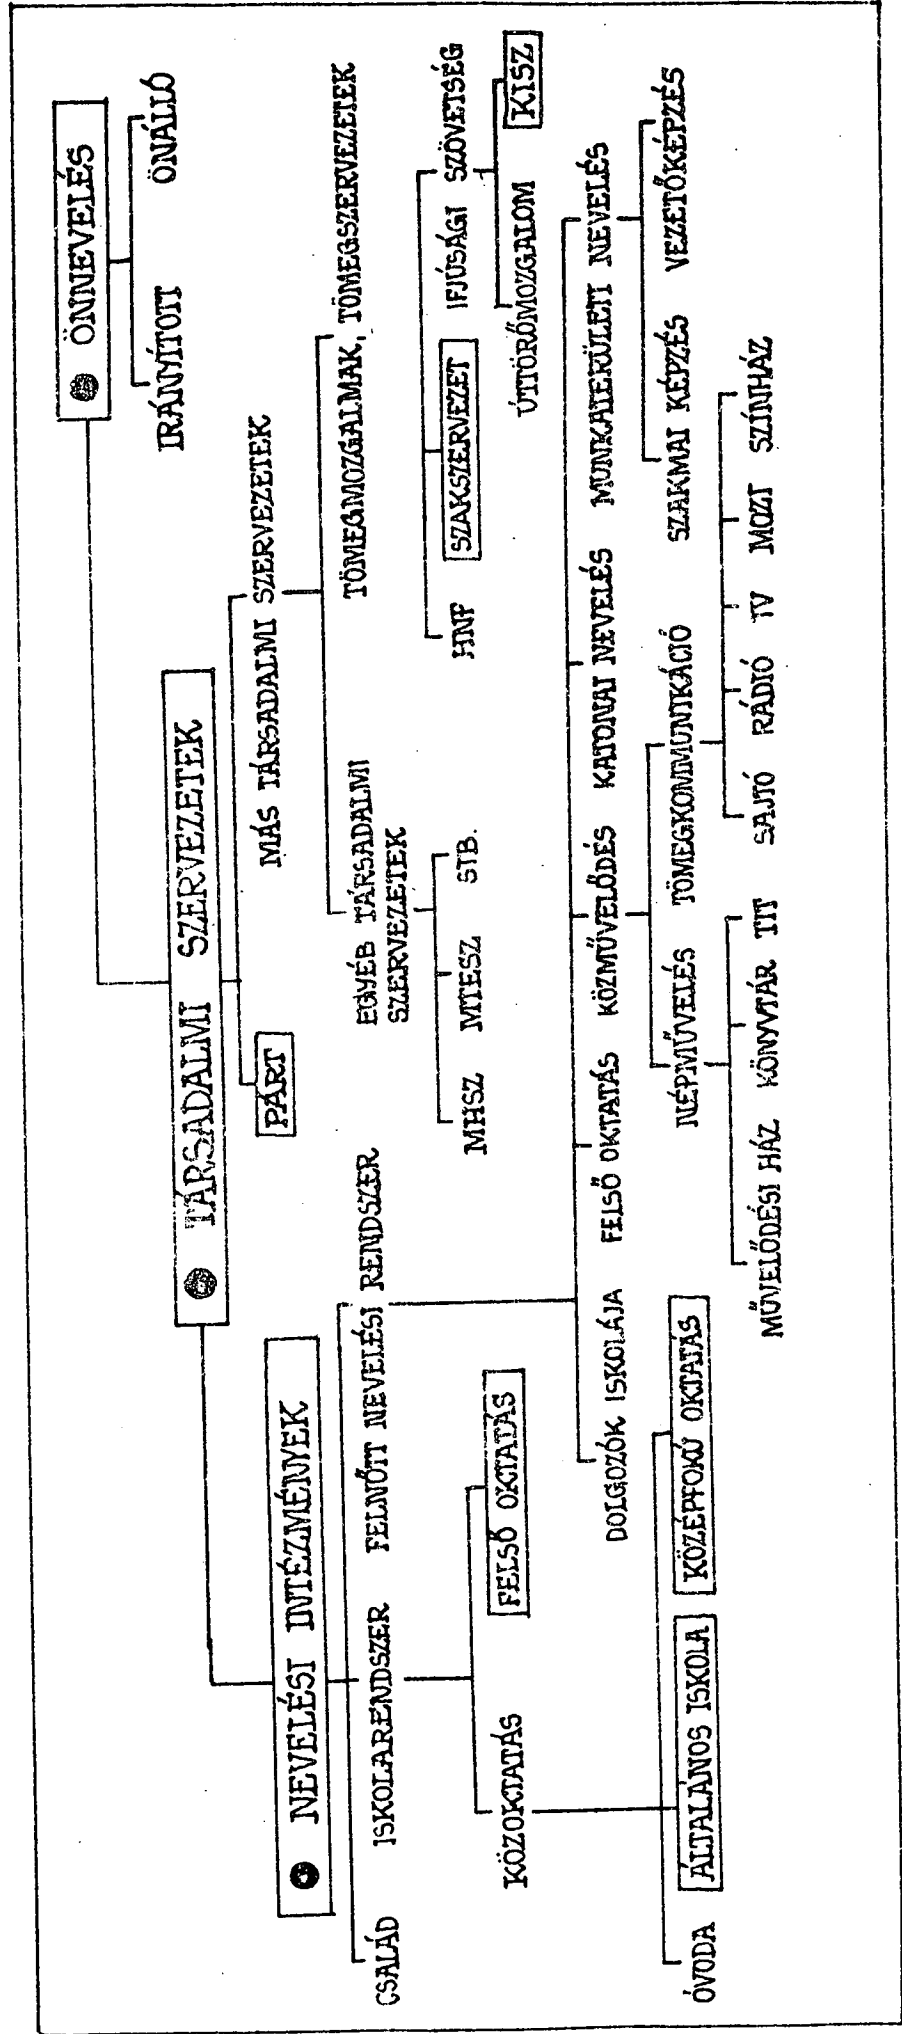 ÖNNEVELÉS
IRÁNYÍTOTT ÖNÁLLÓ
TÁRSADALMI SZERVEZETEK
PÁRT
MÁS TÁRSADALMI SZERVEZETEK
EGYÉB TÁRSADALMI
SZERVEZETEK
TÖMEGMOZGALMAK, TÖMEGSZERVEZETEK
MHSZ MTESZ STB.
HNF SZAKSZERVEZET IFJÚSÁGI SZÖVETSÉG
ÚTTÖRŐMOZGALOM KISZ
NEVELÉSI INTÉZMÉNYEK
CSALÁD ISKOLARENDSZER FELNŐTT NEVELÉSI RENDSZER
KÖZOKTATÁS FELSŐ OKTATÁS
ÓVODA ÁLTALÁNOS ISKOLA KÖZÉPFOKÚ OKTATÁS
DOLGOZÓK ISKOLÁJA FELSŐ OKTATÁS KÖZMŰVELŐDÉS KATONAI NEVELÉS MUNKATERÜLETI NEVELÉS
NÉPMŰVELÉS TÖMEGKOMMUNIKÁCIÓ
SZAKMAI KÉPZÉS VEZETŐKÉPZÉS
MŰVELŐDÉSI HÁZ KÖNYVTÁR TIT
SAJTÓ RÁDIÓ TV MOZI SZÍNHÁZ